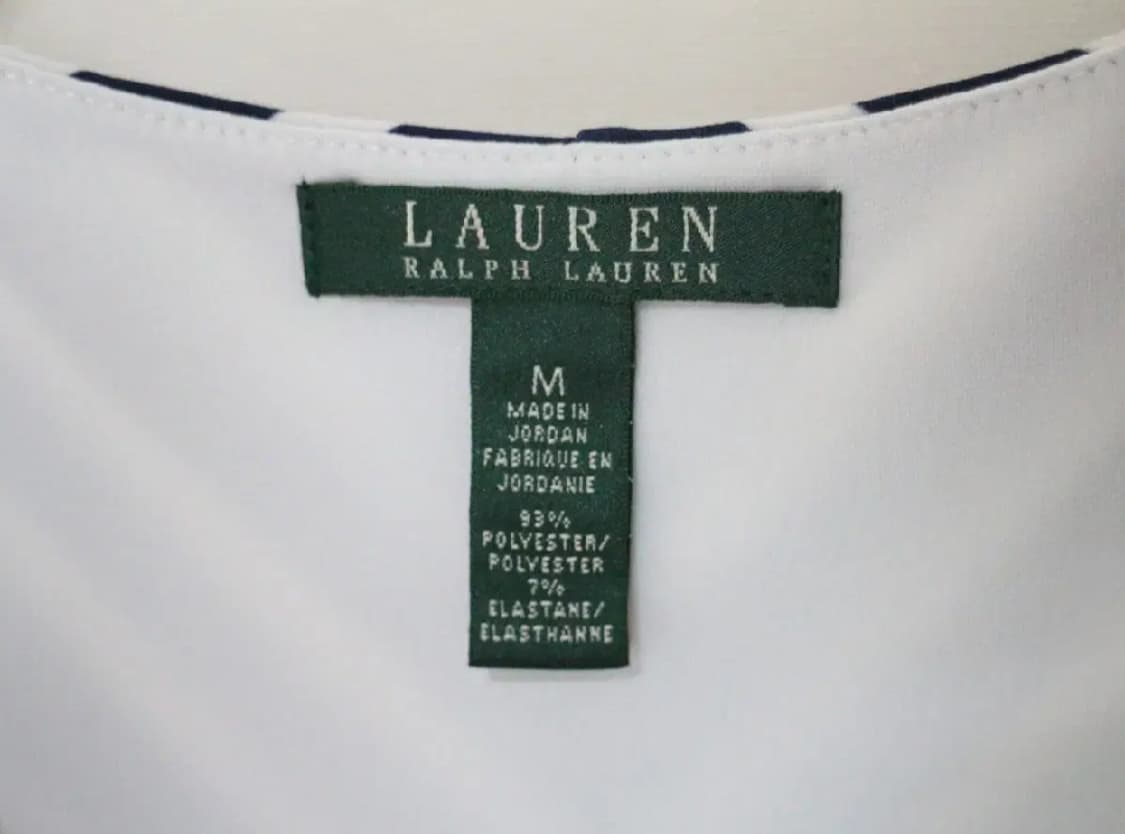 LAUREN
RALPH LAUREN
M
MADE IN
JORDAN
FABRIQUE EN
JORDANIE
93%
POLYESTER/
POLYESTER
7%
ELASTANE/
ELASTHANNE